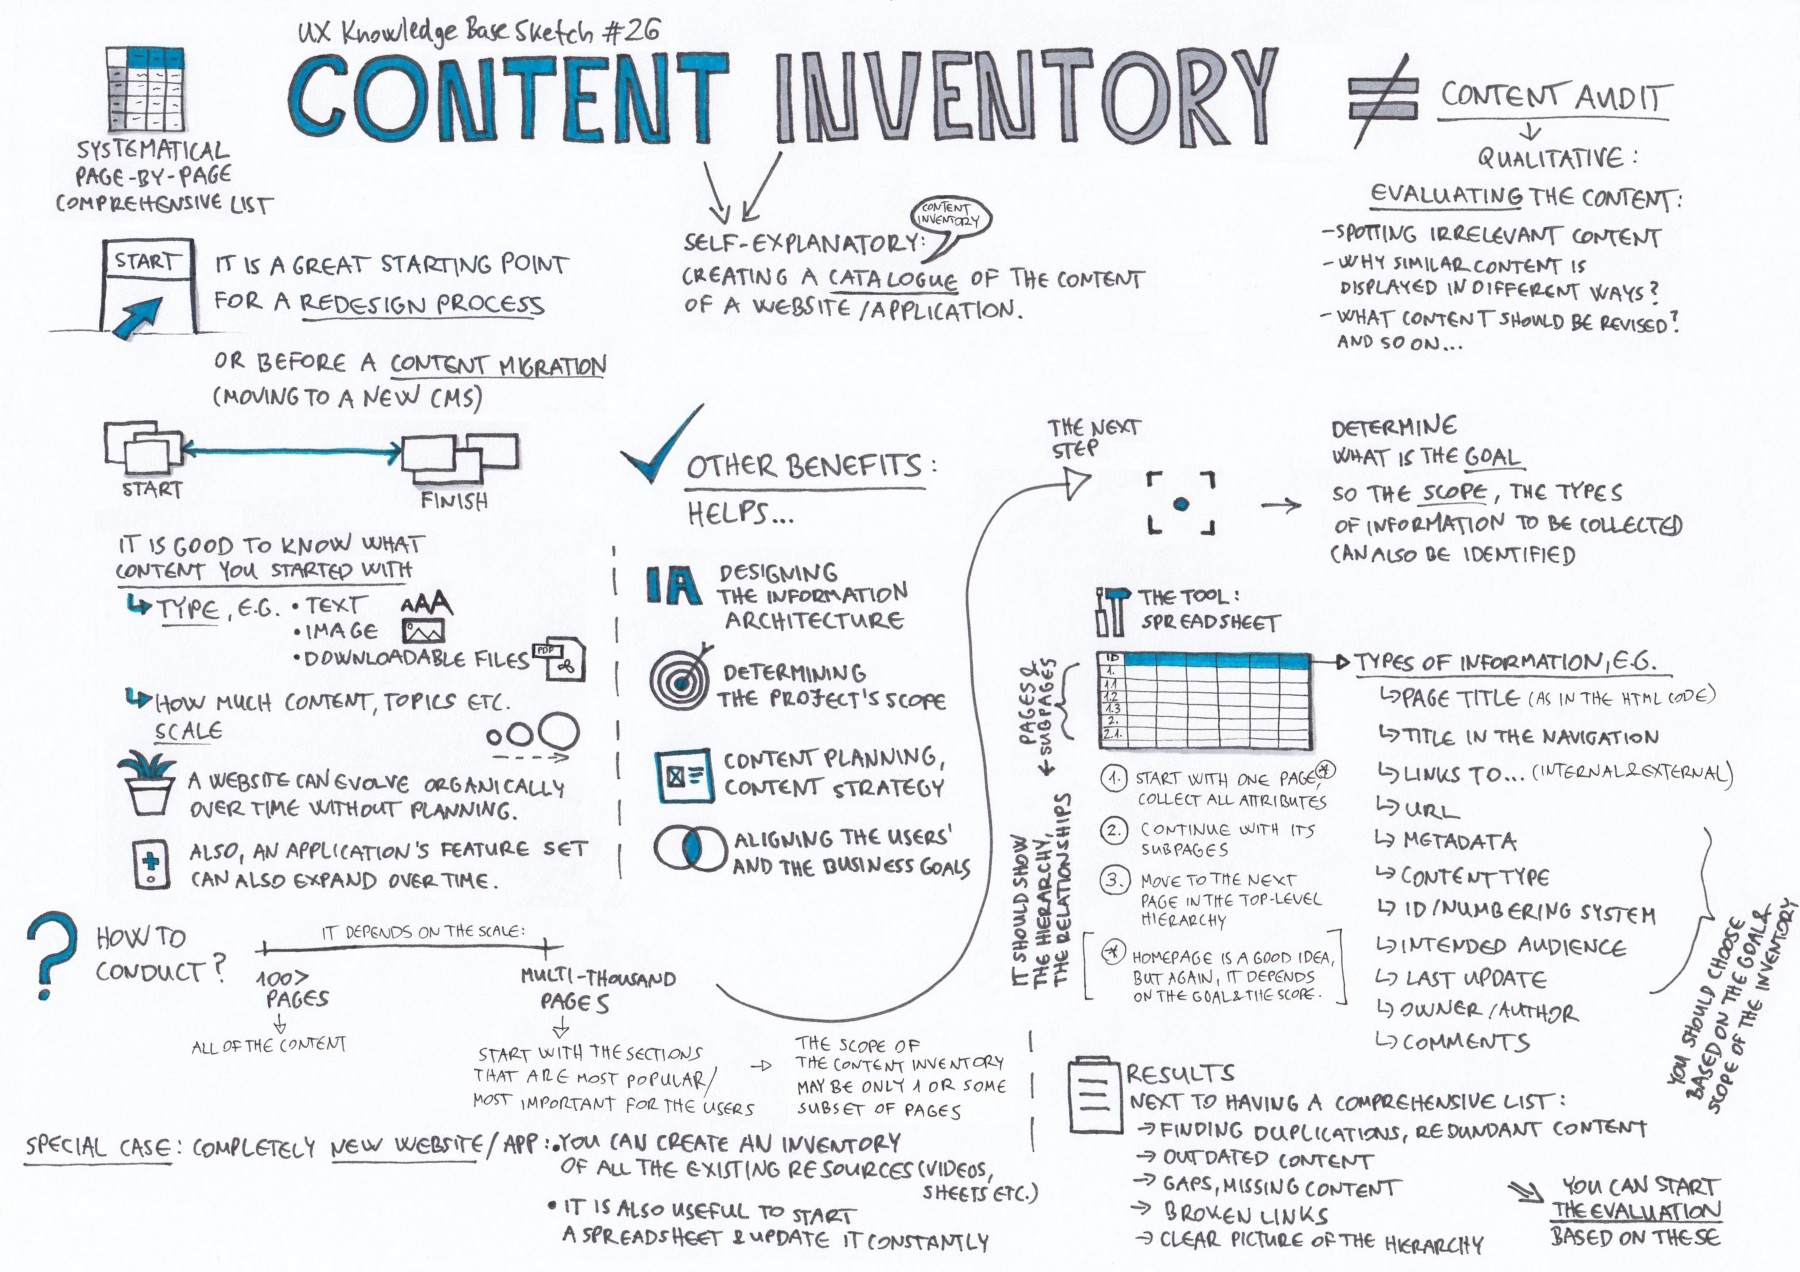 UX Knowledge Base Sketch #26
CONTENT INVENTORY
SYSTEMATICAL
PAGE-BY-PAGE
COMPREHENSIVE LIST
≠ CONTENT AUDIT
QUALITATIVE:
EVALUATING THE CONTENT:
- SPOTTING IRRELEVANT CONTENT
- WHY SIMILAR CONTENT IS
DISPLAYED IN DIFFERENT WAYS?
- WHAT CONTENT SHOULD BE REVISED?
AND SO ON...
CONTENT
INVENTORY
SELF-EXPLANATORY:
CREATING A CATALOGUE OF THE CONTENT
OF A WEBSITE/APPLICATION.
START
IT IS A GREAT STARTING POINT
FOR A REDESIGN PROCESS
OR BEFORE A CONTENT MIGRATION
(MOVING TO A NEW CMS)
START
FINISH
IT IS GOOD TO KNOW WHAT
CONTENT YOU STARTED WITH
TYPE, E.G. • TEXT AAA
• IMAGE
• DOWNLOADABLE FILES PDF
HOW MUCH CONTENT, TOPICS ETC.
SCALE
A WEBSITE CAN EVOLVE ORGANICALLY
OVER TIME WITHOUT PLANNING.
ALSO, AN APPLICATION'S FEATURE SET
CAN ALSO EXPAND OVER TIME.
OTHER BENEFITS:
HELPS...
IA DESIGNING
THE INFORMATION
ARCHITECTURE
DETERMINING
THE PROJECT'S SCOPE
CONTENT PLANNING,
CONTENT STRATEGY
ALIGNING THE USERS'
AND THE BUSINESS GOALS
? HOW TO
CONDUCT?
IT DEPENDS ON THE SCALE:
100>
PAGES
ALL OF THE CONTENT
MULTI-THOUSAND
PAGES
START WITH THE SECTIONS
THAT ARE MOST POPULAR/
MOST IMPORTANT FOR THE USERS
THE SCOPE OF
THE CONTENT INVENTORY
MAY BE ONLY 1 OR SOME
SUBSET OF PAGES
SPECIAL CASE: COMPLETELY NEW WEBSITE/APP: • YOU CAN CREATE AN INVENTORY
OF ALL THE EXISTING RESOURCES (VIDEOS,
SHEETS ETC.)
• IT IS ALSO USEFUL TO START
A SPREADSHEET & UPDATE IT CONSTANTLY
THE NEXT
STEP
DETERMINE
WHAT IS THE GOAL
SO THE SCOPE, THE TYPES
OF INFORMATION TO BE COLLECTED
CAN ALSO BE IDENTIFIED
THE TOOL:
SPREADSHEET
ID
1.
1.1
1.2
1.3
2.
2.1.
PAGES &
SUBPAGES
IT SHOULD SHOW
THE HIERARCHY,
THE RELATIONSHIPS
1. START WITH ONE PAGE*,
COLLECT ALL ATTRIBUTES
2. CONTINUE WITH ITS
SUBPAGES
3. MOVE TO THE NEXT
PAGE IN THE TOP-LEVEL
HIERARCHY
* HOMEPAGE IS A GOOD IDEA,
BUT AGAIN, IT DEPENDS
ON THE GOAL & THE SCOPE.
TYPES OF INFORMATION, E.G.
PAGE TITLE (AS IN THE HTML CODE)
TITLE IN THE NAVIGATION
LINKS TO... (INTERNAL & EXTERNAL)
URL
METADATA
CONTENT TYPE
ID/NUMBERING SYSTEM
INTENDED AUDIENCE
LAST UPDATE
OWNER/AUTHOR
COMMENTS
YOU SHOULD CHOOSE
BASED ON THE GOAL &
SCOPE OF THE INVENTORY
RESULTS
NEXT TO HAVING A COMPREHENSIVE LIST:
→ FINDING DUPLICATIONS, REDUNDANT CONTENT
→ OUTDATED CONTENT
→ GAPS, MISSING CONTENT
→ BROKEN LINKS
→ CLEAR PICTURE OF THE HIERARCHY
YOU CAN START
THE EVALUATION
BASED ON THESE